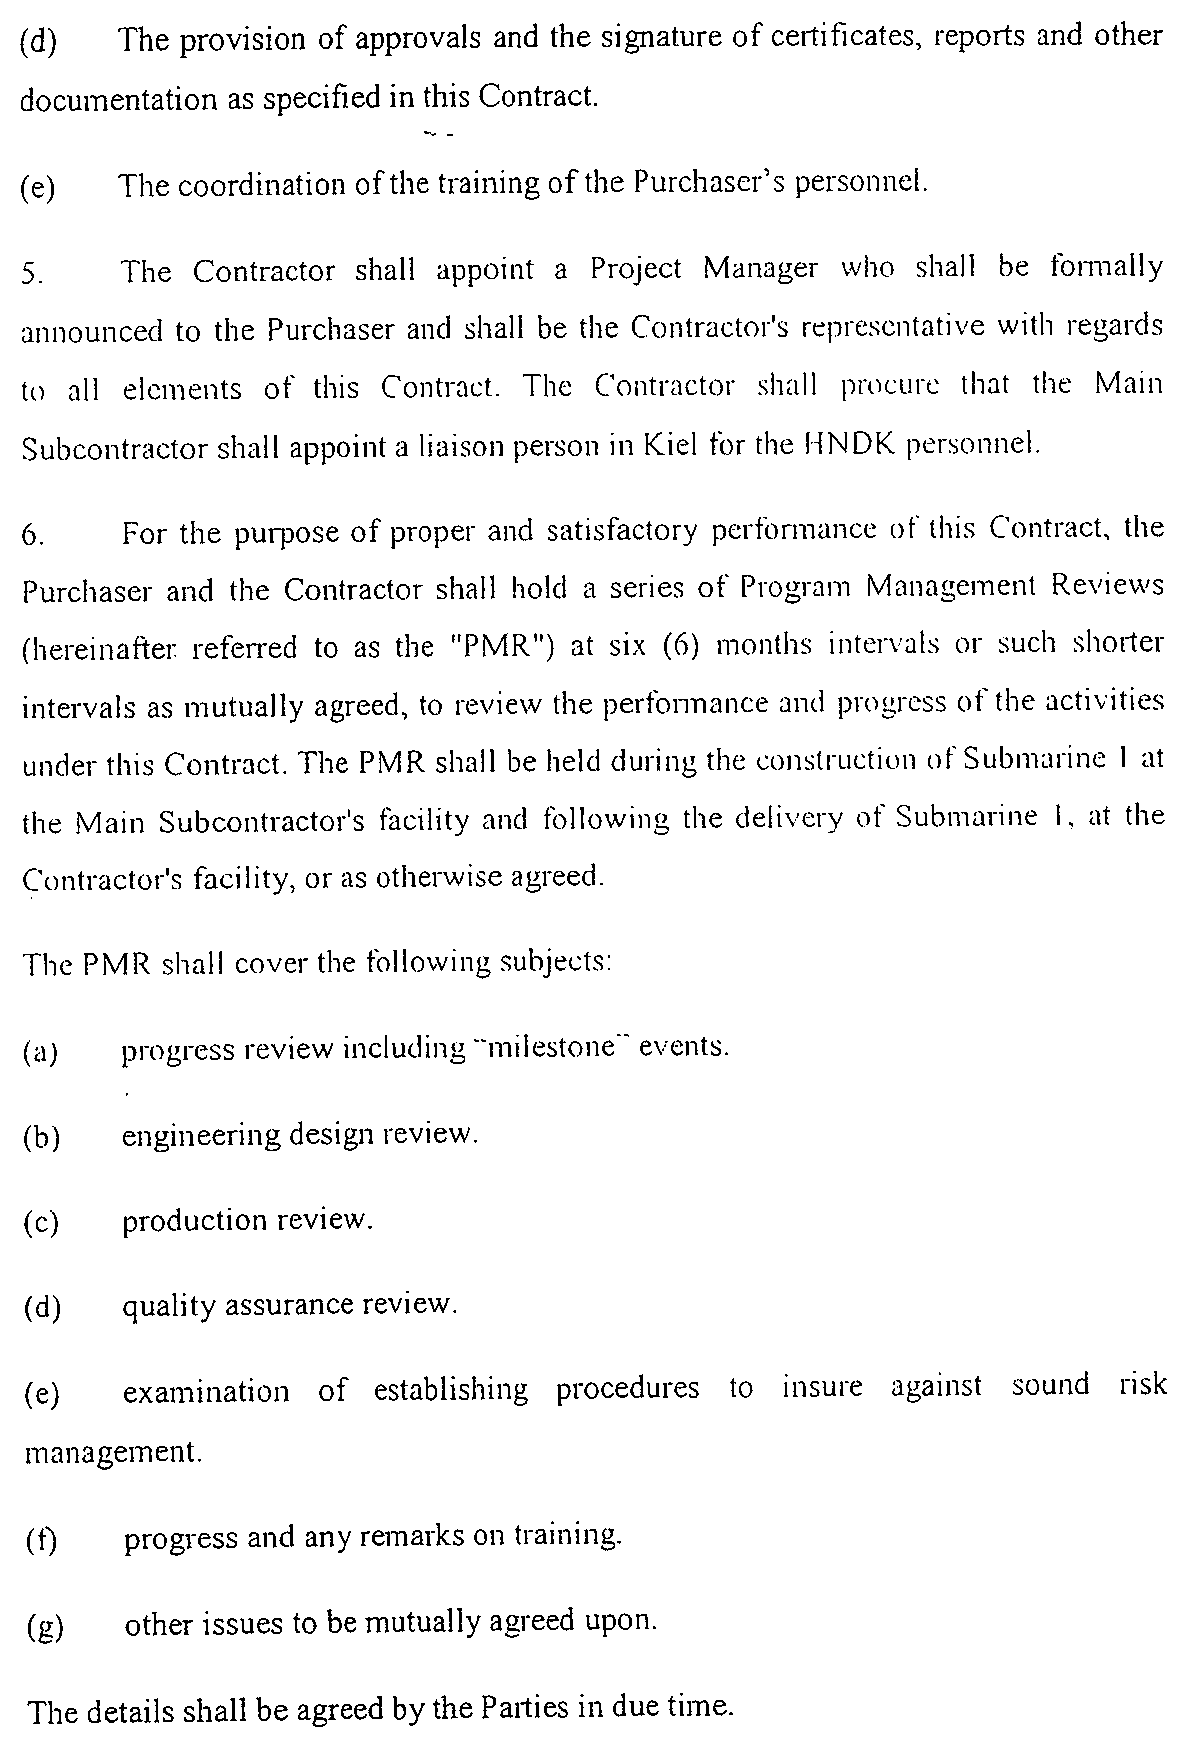 (d) The provision of approvals and the signature of certificates, reports and other
documentation as specified in this Contract.
(e) The coordination of the training of the Purchaser's personnel.
5. The Contractor shall appoint a Project Manager who shall be formally
announced to the Purchaser and shall be the Contractor's representative with regards
to all elements of this Contract. The Contractor shall procure that the Main
Subcontractor shall appoint a liaison person in Kiel for the HNDK personnel.
6. For the purpose of proper and satisfactory performance of this Contract, the
Purchaser and the Contractor shall hold a series of Program Management Reviews
(hereinafter referred to as the "PMR") at six (6) months intervals or such shorter
intervals as mutually agreed, to review the performance and progress of the activities
under this Contract. The PMR shall be held during the construction of Submarine 1 at
the Main Subcontractor's facility and following the delivery of Submarine 1, at the
Contractor's facility, or as otherwise agreed.
The PMR shall cover the following subjects:
(a) progress review including "milestone" events.
(b) engineering design review.
(c) production review.
(d) quality assurance review.
(e) examination of establishing procedures to insure against sound risk
management.
(f) progress and any remarks on training.
(g) other issues to be mutually agreed upon.
The details shall be agreed by the Parties in due time.